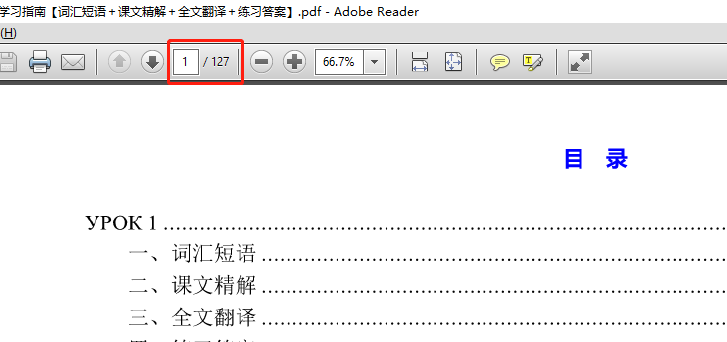 学习指南【词汇短语＋课文精解＋全文翻译＋练习答案】.pdf - Adobe Reader
(H)
1 / 127 66.7%
目 录
УРОК 1 ................................................................
一、词汇短语 ................................................................
二、课文精解 ................................................................
三、全文翻译 ................................................................